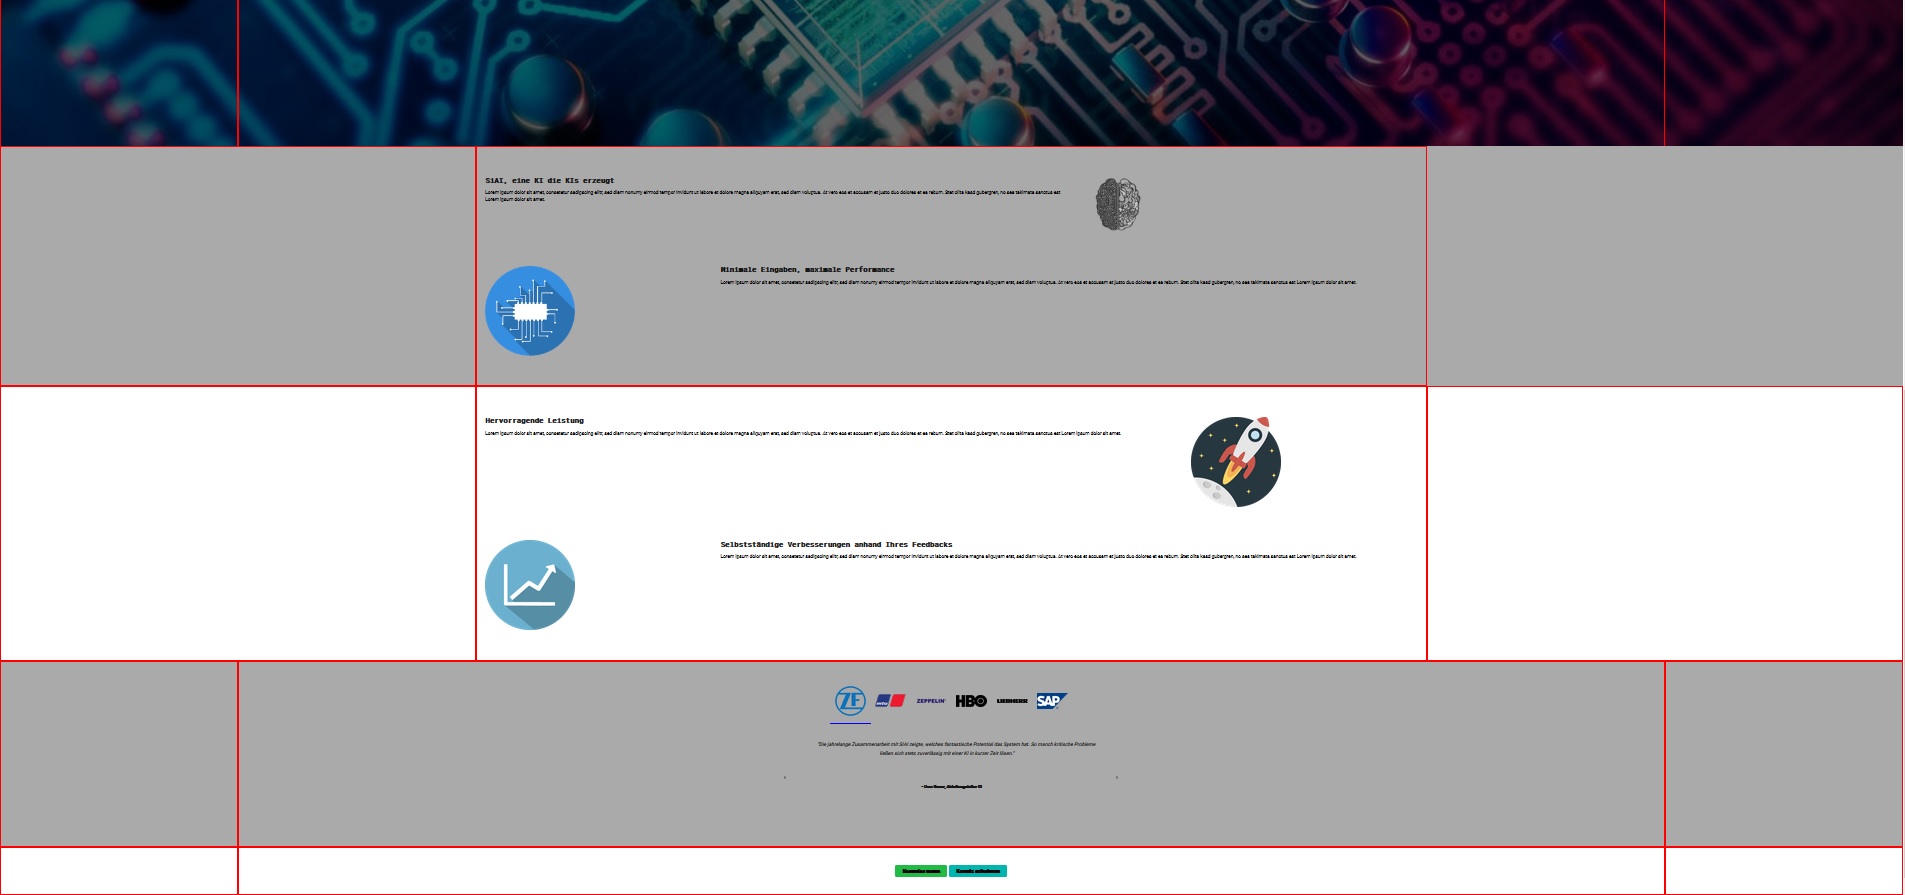 SiAI, eine KI die KIs erzeugt
Lorem ipsum dolor sit amet, consetetur sadipscing elitr, sed diam nonumy eirmod tempor invidunt ut labore et dolore magna aliquyam erat, sed diam voluptua. At vero eos et accusam et justo duo dolores et ea rebum. Stet clita kasd gubergren, no sea takimata sanctus est
Lorem ipsum dolor sit amet.
Minimale Eingaben, maximale Performance
Lorem ipsum dolor sit amet, consetetur sadipscing elitr, sed diam nonumy eirmod tempor invidunt ut labore et dolore magna aliquyam erat, sed diam voluptua. At vero eos et accusam et justo duo dolores et ea rebum. Stet clita kasd gubergren, no sea takimata sanctus est Lorem ipsum dolor sit amet.
Hervorragende Leistung
Lorem ipsum dolor sit amet, consetetur sadipscing elitr, sed diam nonumy eirmod tempor invidunt ut labore et dolore magna aliquyam erat, sed diam voluptua. At vero eos et accusam et justo duo dolores et ea rebum. Stet clita kasd gubergren, no sea takimata sanctus est Lorem ipsum dolor sit amet.
Selbstständige Verbesserungen anhand Ihres Feedbacks
Lorem ipsum dolor sit amet, consetetur sadipscing elitr, sed diam nonumy eirmod tempor invidunt ut labore et dolore magna aliquyam erat, sed diam voluptua. At vero eos et accusam et justo duo dolores et ea rebum. Stet clita kasd gubergren, no sea takimata sanctus est Lorem ipsum dolor sit amet.
ZF mtu ZEPPELIN HBO LIEBHERR SAP
"Die jahrelange Zusammenarbeit mit SiAI zeigte, welches fantastische Potential das System hat. So manch kritische Probleme
ließen sich stets zuverlässig mit einer KI in kurzer Zeit lösen."